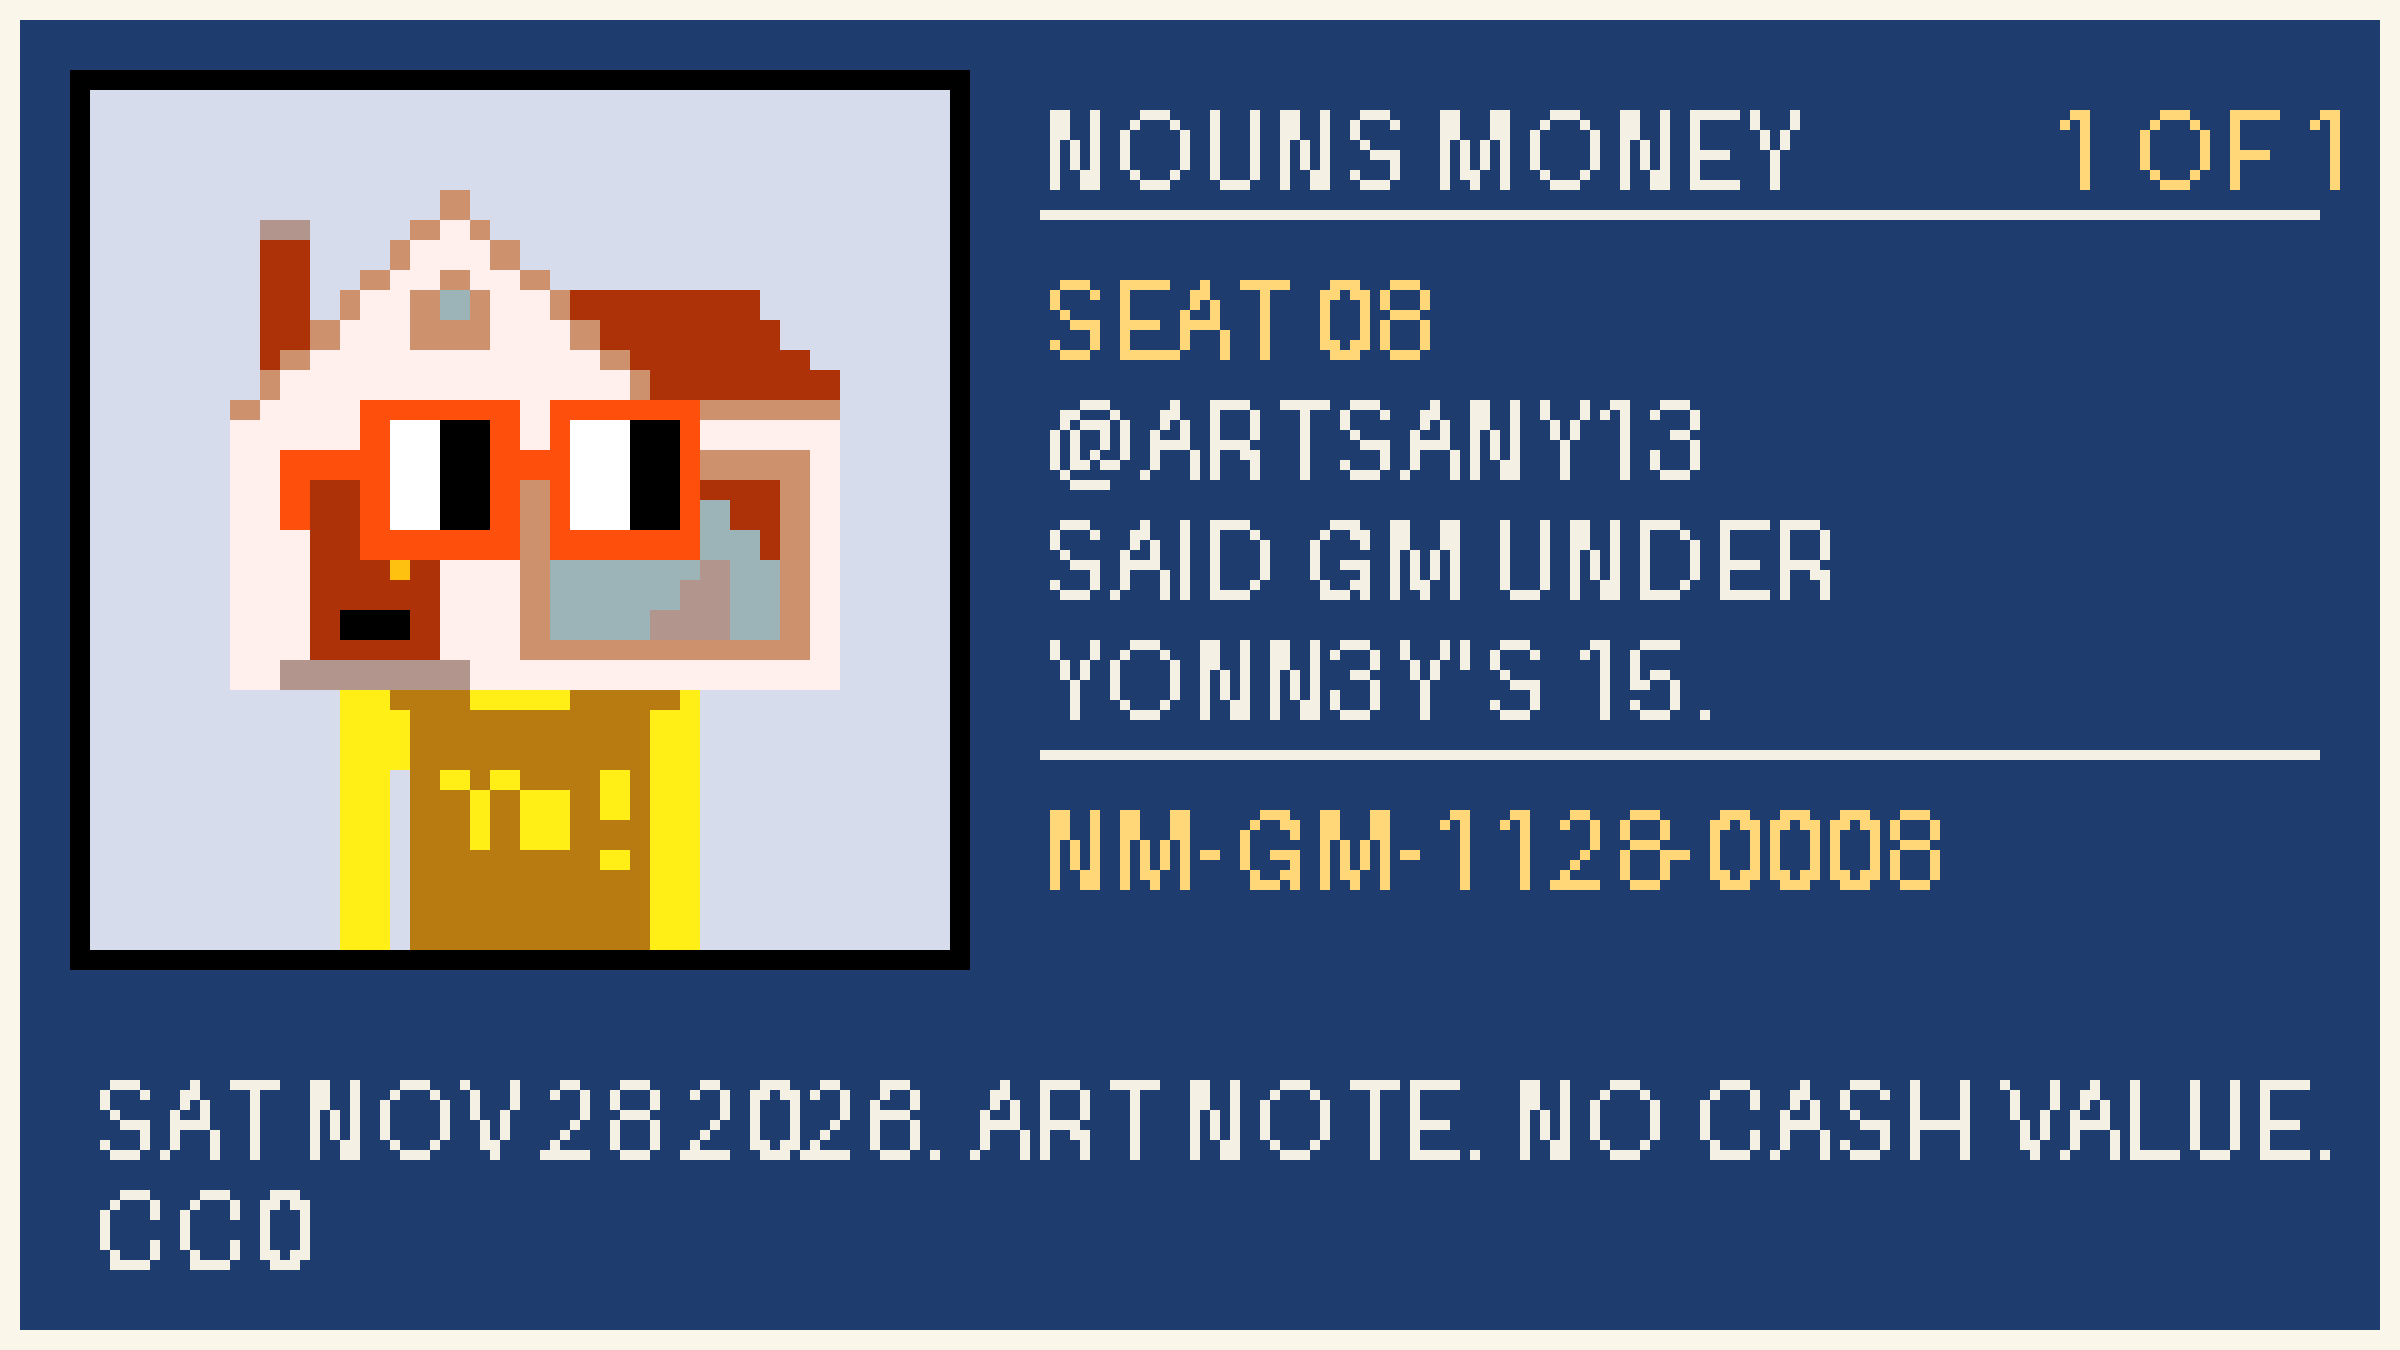 NOUNS MONEY 1 OF 1
SEAT 08
@ARTSANY13
SAID GM UNDER
YONN3Y'S 15.
NM-GM-1128-0008
SAT NOV 28 2026. ART NOTE. NO CASH VALUE.
CC0